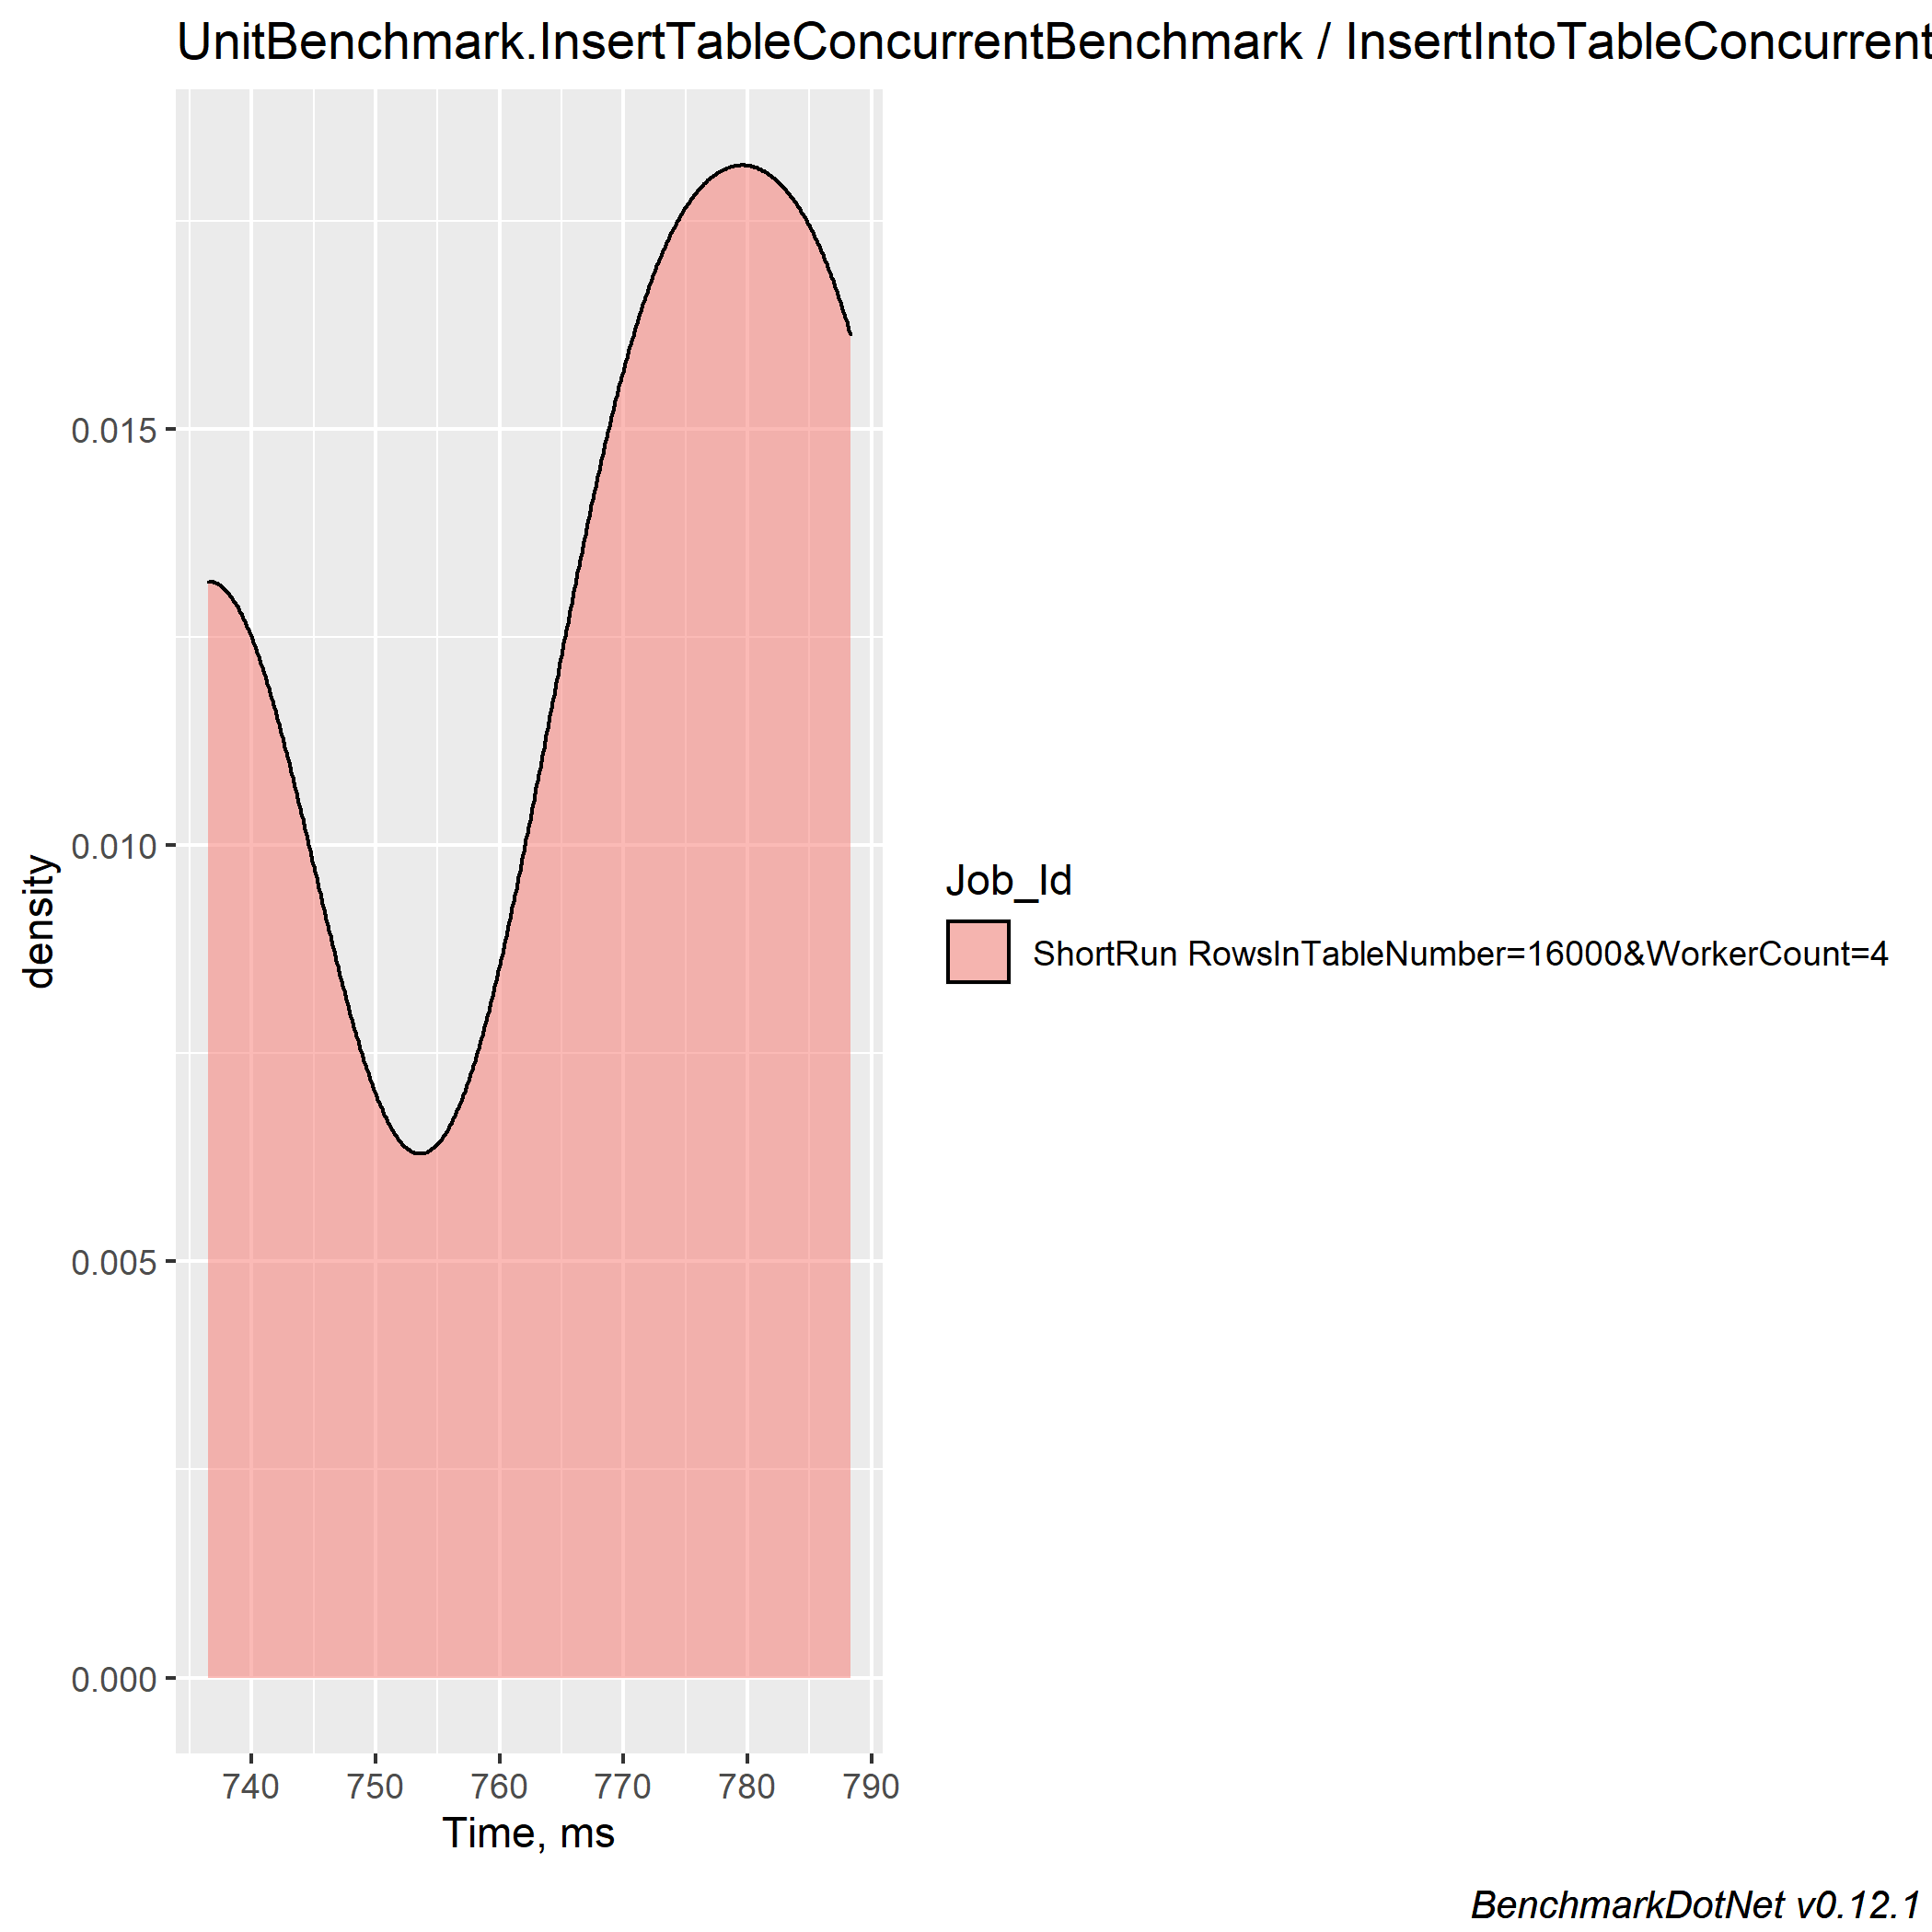 UnitBenchmark.InsertTableConcurrentBenchmark / InsertIntoTableConcurrent
0.015
0.010
0.005
0.000
density
740 750 760 770 780 790
Time, ms
Job_Id
ShortRun RowsInTableNumber=16000&WorkerCount=4
BenchmarkDotNet v0.12.1